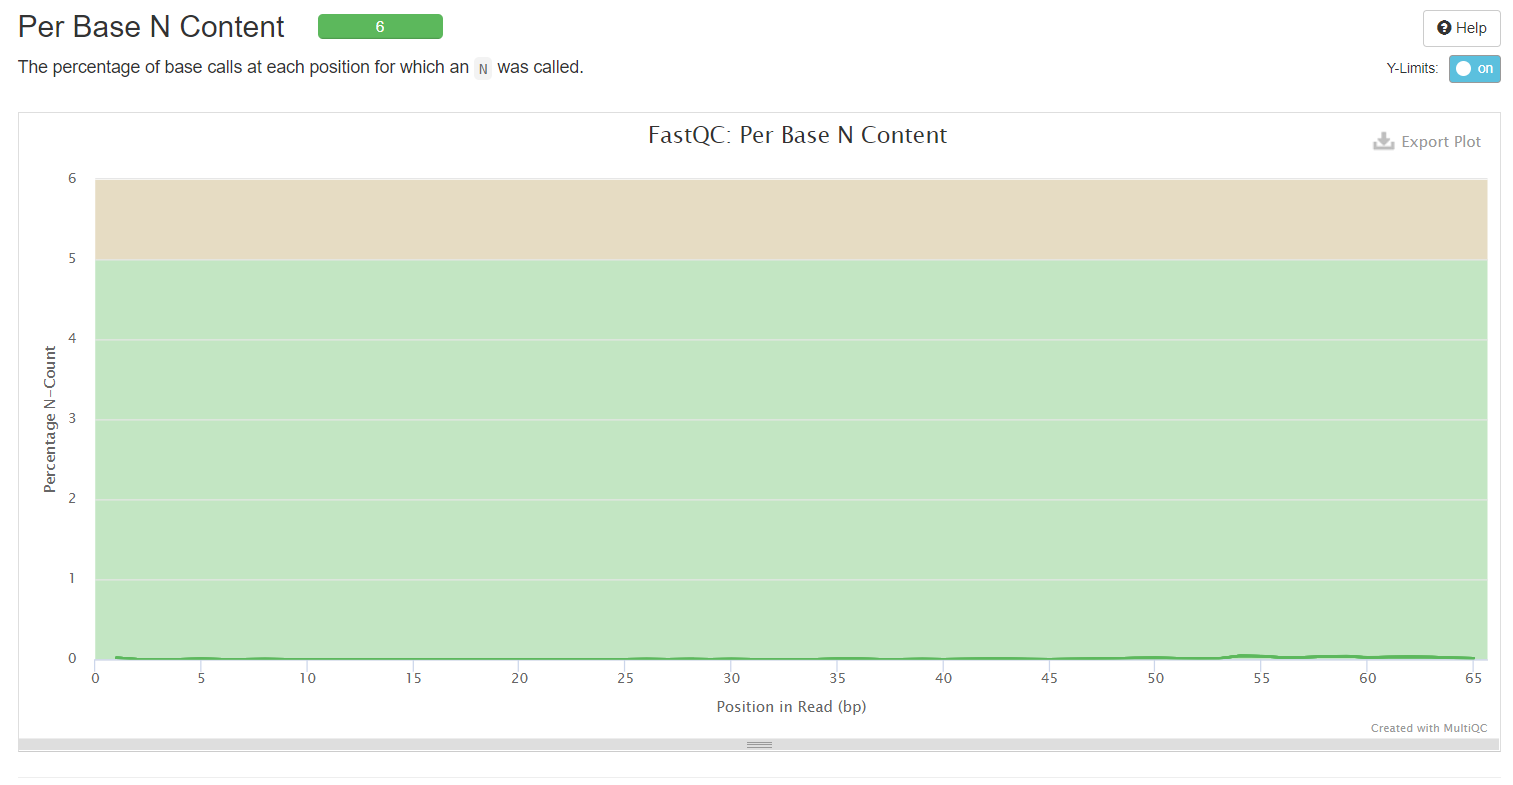 Per Base N Content
6
Help
The percentage of base calls at each position for which an N was called.
Y-Limits: on
FastQC: Per Base N Content
Export Plot
6
5
4
3
2
1
0
Percentage N-Count
0 5 10 15 20 25 30 35 40 45 50 55 60 65
Position in Read (bp)
Created with MultiQC